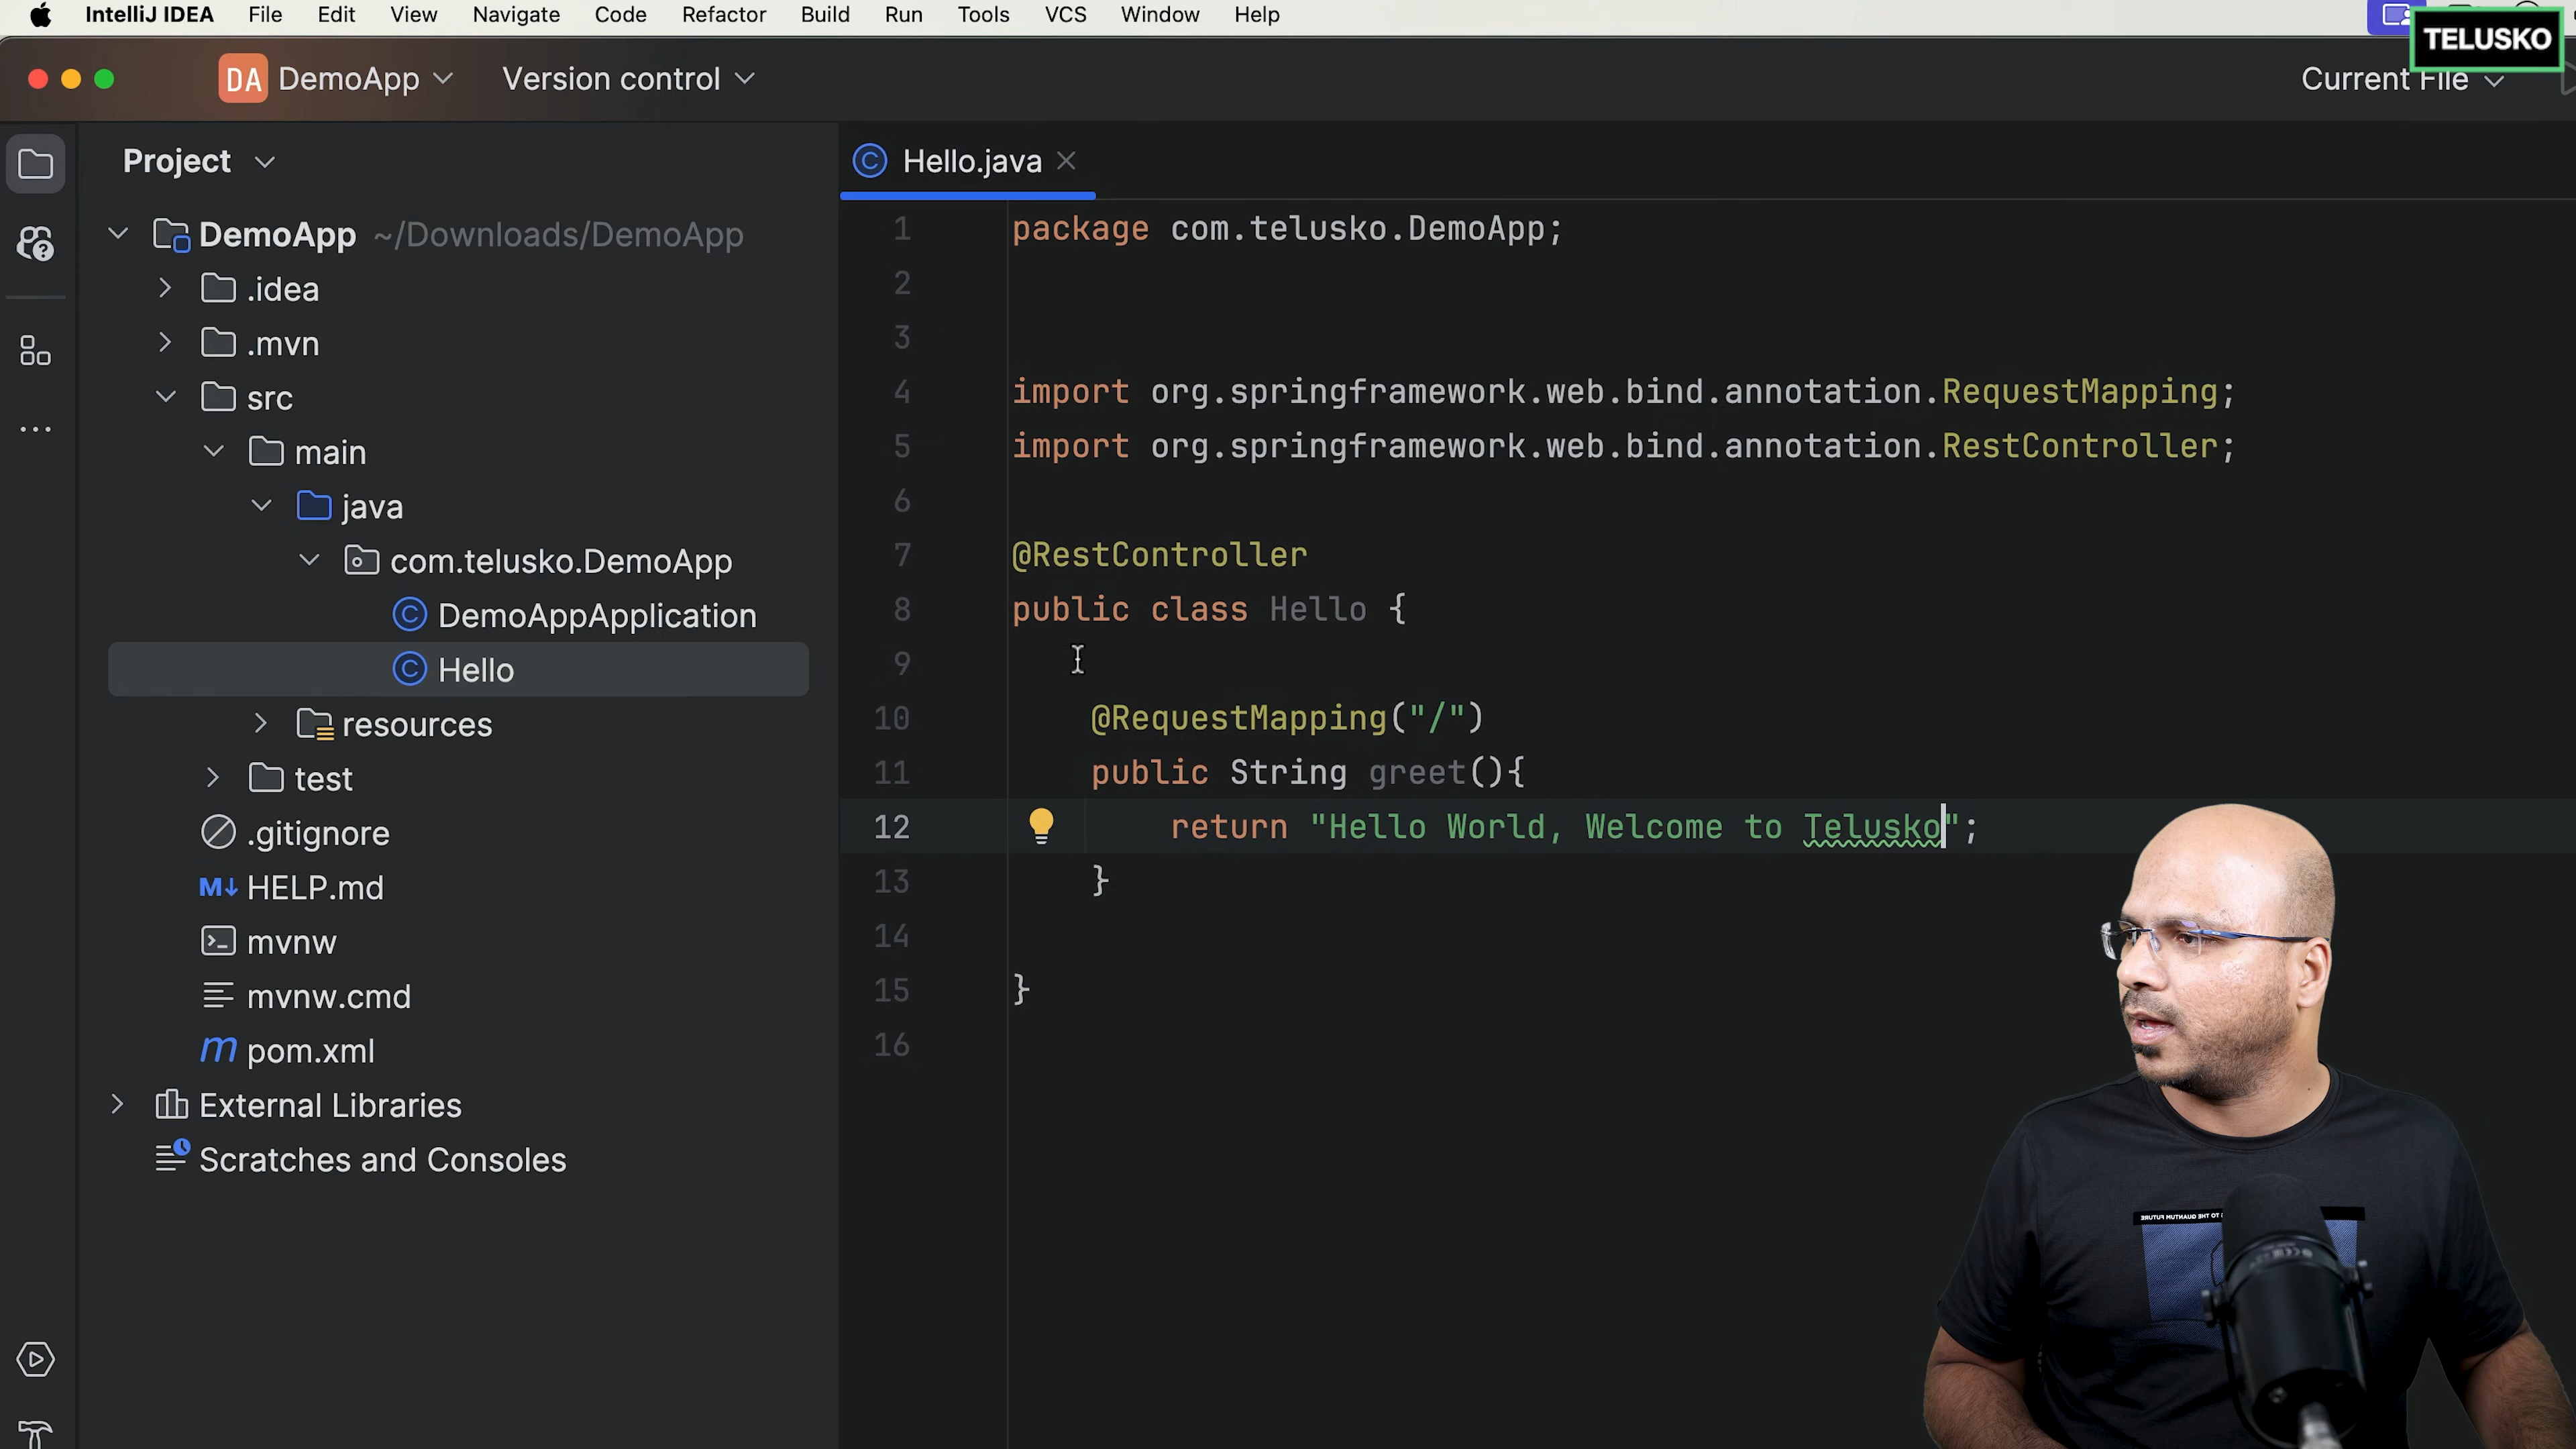 IntelliJ IDEA File Edit View Navigate Code Refactor Build Run Tools VCS Window Help
TELUSKO
DA DemoApp Version control Current File
Project
DemoApp ~/Downloads/DemoApp
.idea
.mvn
src
main
java
com.telusko.DemoApp
DemoAppApplication
Hello
resources
test
.gitignore
M↓ HELP.md
mvnw
mvnw.cmd
m pom.xml
External Libraries
Scratches and Consoles
C Hello.java
1 package com.telusko.DemoApp;
2
3
4 import org.springframework.web.bind.annotation.RequestMapping;
5 import org.springframework.web.bind.annotation.RestController;
6
7 @RestController
8 public class Hello {
9
10 @RequestMapping("/")
11 public String greet(){
12 return "Hello World, Welcome to Telusko";
13 }
14
15 }
16